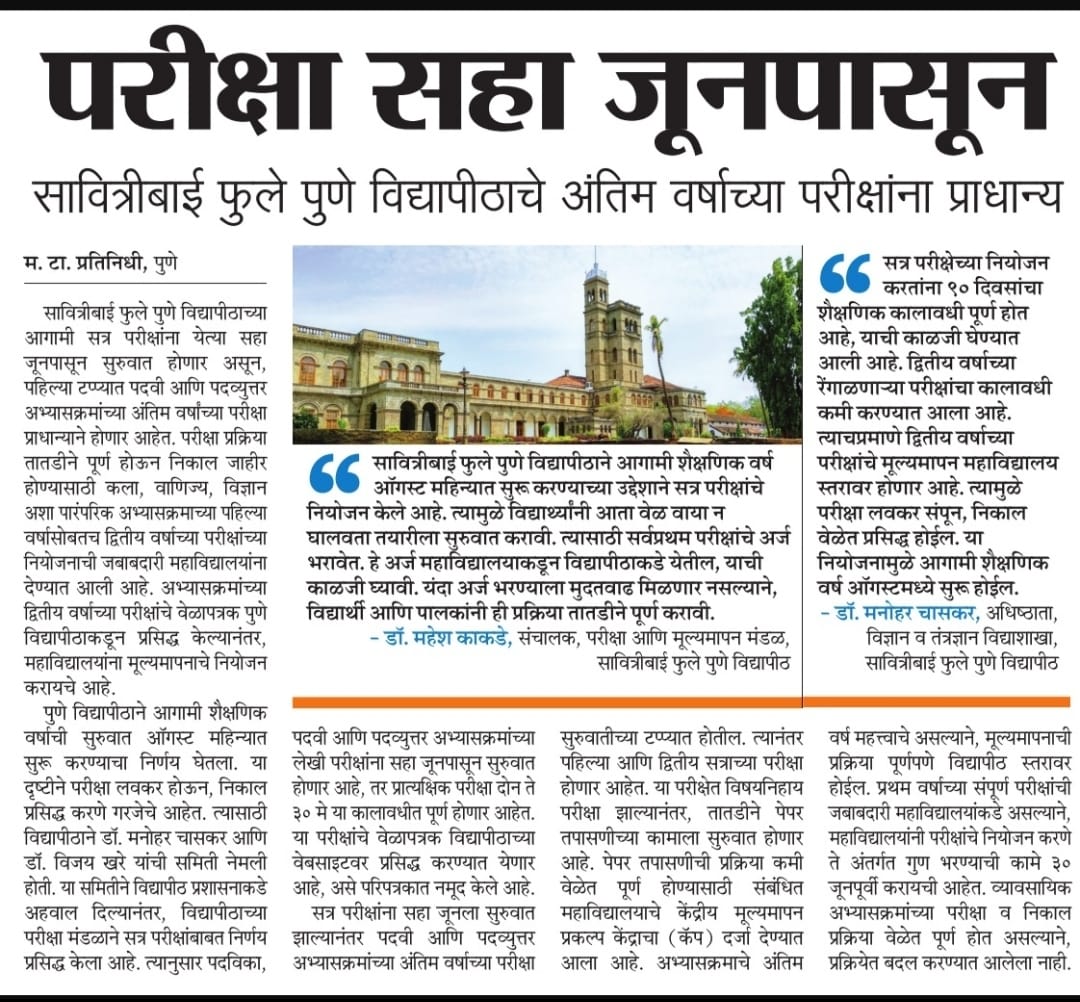 परीक्षा सहा जूनपासून
सावित्रीबाई फुले पुणे विद्यापीठाचे अंतिम वर्षाच्या परीक्षांना प्राधान्य
म. टा. प्रतिनिधी, पुणे
सावित्रीबाई फुले पुणे विद्यापीठाच्या
आगामी सत्र परीक्षांना येत्या सहा
जूनपासून सुरुवात होणार असून,
पहिल्या टप्प्यात पदवी आणि पदव्युत्तर
अभ्यासक्रमांच्या अंतिम वर्षांच्या परीक्षा
प्राधान्याने होणार आहेत. परीक्षा प्रक्रिया
तातडीने पूर्ण होऊन निकाल जाहीर
होण्यासाठी कला, वाणिज्य, विज्ञान
अशा पारंपरिक अभ्यासक्रमाच्या पहिल्या
वर्षासोबतच द्वितीय वर्षाच्या परीक्षांच्या
नियोजनाची जबाबदारी महाविद्यालयांना
देण्यात आली आहे. अभ्यासक्रमांच्या
द्वितीय वर्षाच्या परीक्षांचे वेळापत्रक पुणे
विद्यापीठाकडून प्रसिद्ध केल्यानंतर,
महाविद्यालयांना मूल्यमापनाचे नियोजन
करायचे आहे.
पुणे विद्यापीठाने आगामी शैक्षणिक
वर्षाची सुरुवात ऑगस्ट महिन्यात
सुरू करण्याचा निर्णय घेतला. या
दृष्टीने परीक्षा लवकर होऊन, निकाल
प्रसिद्ध करणे गरजेचे आहेत. त्यासाठी
विद्यापीठाने डॉ. मनोहर चासकर आणि
डॉ. विजय खरे यांची समिती नेमली
होती. या समितीने विद्यापीठ प्रशासनाकडे
अहवाल दिल्यानंतर, विद्यापीठाच्या
परीक्षा मंडळाने सत्र परीक्षांबाबत निर्णय
प्रसिद्ध केला आहे. त्यानुसार पदविका,
“ सावित्रीबाई फुले पुणे विद्यापीठाने आगामी शैक्षणिक वर्ष
ऑगस्ट महिन्यात सुरू करण्याच्या उद्देशाने सत्र परीक्षांचे
नियोजन केले आहे. त्यामुळे विद्यार्थ्यांनी आता वेळ वाया न
घालवता तयारीला सुरुवात करावी. त्यासाठी सर्वप्रथम परीक्षांचे अर्ज
भरावेत. हे अर्ज महाविद्यालयाकडून विद्यापीठाकडे येतील, याची
काळजी घ्यावी. यंदा अर्ज भरण्याला मुदतवाढ मिळणार नसल्याने,
विद्यार्थी आणि पालकांनी ही प्रक्रिया तातडीने पूर्ण करावी.
– डॉ. महेश काकडे, संचालक, परीक्षा आणि मूल्यमापन मंडळ,
सावित्रीबाई फुले पुणे विद्यापीठ
“ सत्र परीक्षेच्या नियोजन
करतांना ९० दिवसांचा
शैक्षणिक कालावधी पूर्ण होत
आहे, याची काळजी घेण्यात
आली आहे. द्वितीय वर्षाच्या
रेंगाळणाऱ्या परीक्षांचा कालावधी
कमी करण्यात आला आहे.
त्याचप्रमाणे द्वितीय वर्षाच्या
परीक्षांचे मूल्यमापन महाविद्यालय
स्तरावर होणार आहे. त्यामुळे
परीक्षा लवकर संपून, निकाल
वेळेत प्रसिद्ध होईल. या
नियोजनामुळे आगामी शैक्षणिक
वर्ष ऑगस्टमध्ये सुरू होईल.
– डॉ. मनोहर चासकर, अधिष्ठाता,
विज्ञान व तंत्रज्ञान विद्याशाखा,
सावित्रीबाई फुले पुणे विद्यापीठ
पदवी आणि पदव्युत्तर अभ्यासक्रमांच्या
लेखी परीक्षांना सहा जूनपासून सुरुवात
होणार आहे, तर प्रात्यक्षिक परीक्षा दोन ते
३० मे या कालावधीत पूर्ण होणार आहेत.
या परीक्षांचे वेळापत्रक विद्यापीठाच्या
वेबसाइटवर प्रसिद्ध करण्यात येणार
आहे, असे परिपत्रकात नमूद केले आहे.
सत्र परीक्षांना सहा जूनला सुरुवात
झाल्यानंतर पदवी आणि पदव्युत्तर
अभ्यासक्रमांच्या अंतिम वर्षाच्या परीक्षा
सुरुवातीच्या टप्प्यात होतील. त्यानंतर
पहिल्या आणि द्वितीय सत्राच्या परीक्षा
होणार आहेत. या परीक्षेत विषयनिहाय
परीक्षा झाल्यानंतर, तातडीने पेपर
तपासणीच्या कामाला सुरुवात होणार
आहे. पेपर तपासणीची प्रक्रिया कमी
वेळेत पूर्ण होण्यासाठी संबंधित
महाविद्यालयाचे केंद्रीय मूल्यमापन
प्रकल्प केंद्राचा (कॅप) दर्जा देण्यात
आला आहे. अभ्यासक्रमाचे अंतिम
वर्ष महत्त्वाचे असल्याने, मूल्यमापनाची
प्रक्रिया पूर्णपणे विद्यापीठ स्तरावर
होईल. प्रथम वर्षाच्या संपूर्ण परीक्षांची
जबाबदारी महाविद्यालयांकडे असल्याने,
महाविद्यालयांनी परीक्षांचे नियोजन करणे
ते अंतर्गत गुण भरण्याची कामे ३०
जूनपूर्वी करायची आहेत. व्यावसायिक
अभ्यासक्रमांच्या परीक्षा व निकाल
प्रक्रिया वेळेत पूर्ण होत असल्याने,
प्रक्रियेत बदल करण्यात आलेला नाही.